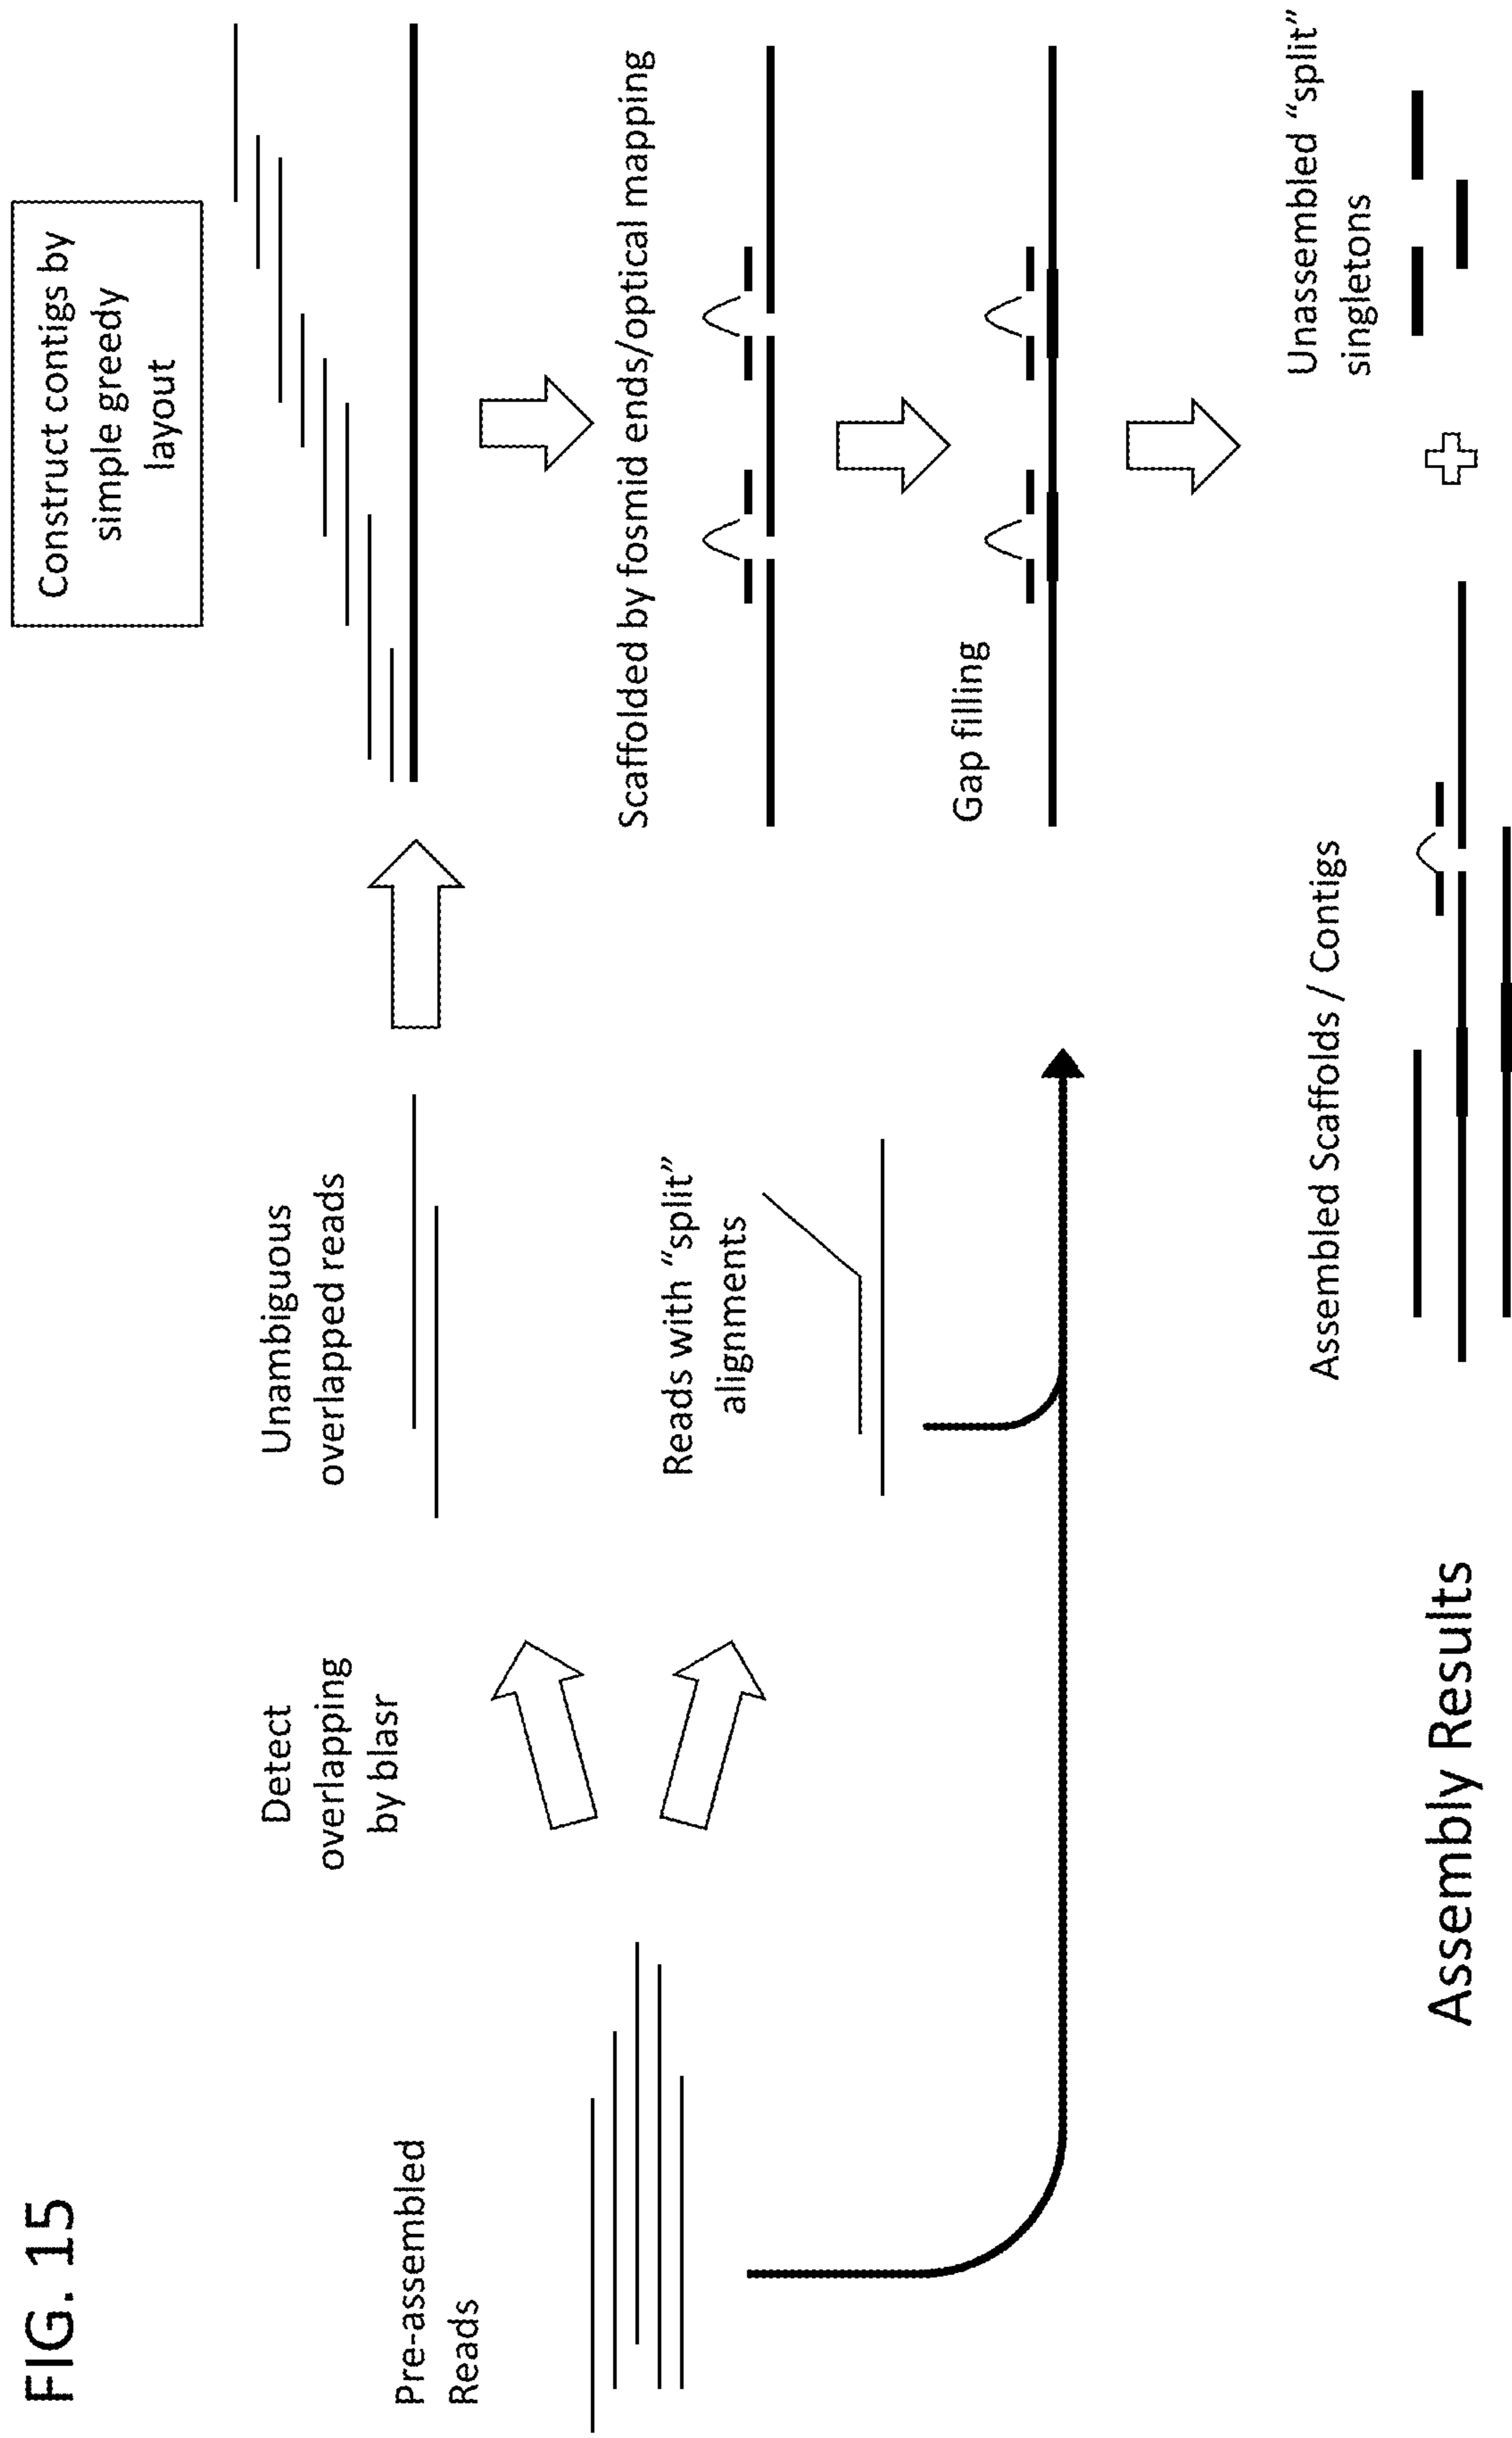 FIG. 15
Pre-assembled
Reads
Detect
overlapping
by blasr
Unambiguous
overlapped reads
Reads with “split”
alignments
Construct contigs by
simple greedy
layout
Scaffolded by fosmid ends/optical mapping
Gap filling
Assembly Results
Assembled Scaffolds / Contigs
Unassembled “split”
singletons